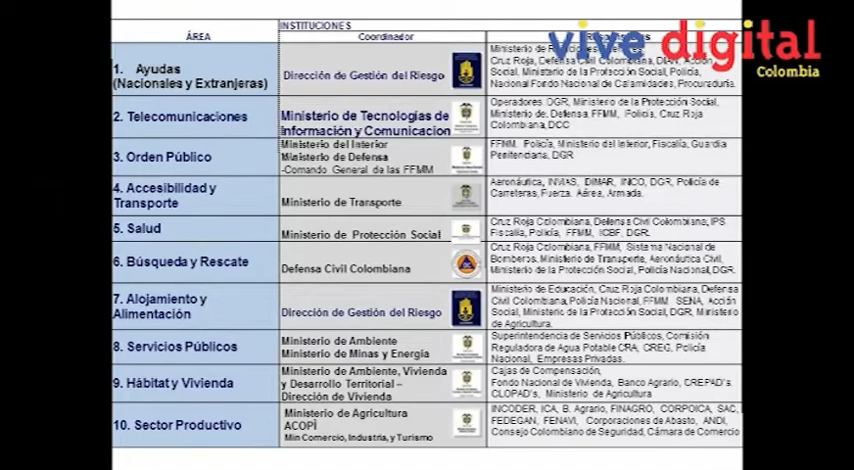 INSTITUCIONES
vive digital
Colombia
ÁREA
Coordinador
1. Ayudas
(Nacionales y Extranjeras)
Dirección de Gestión del Riesgo
Ministerio de
Cruz Roja, Defensa Civil Colombiana, DIAN, Acción
Social, Ministerio de la Protección Social, Policía,
Nacional Fondo Nacional de Calamidades, Procuraduría.
2. Telecomunicaciones
Ministerio de Tecnologías de
Información y Comunicacion
Operadores DGR, Ministerio de la Protección Social,
Ministerio de. Defensa, FFMM, Policía, Cruz Roja
Colombiana, DCC
3. Orden Público
Ministerio del Interior
Ministerio de Defensa
-Comando General de las FFMM
FFMM. Policía, Ministerio del Interior, Fiscalía, Guardia
Penitenciana, DGR
4. Accesibilidad y
Transporte
Ministerio de Transporte
Aeronáutica, INVIAS, DIMAR, INCO, DGR, Policía de
Carreteras, Fuerza. Aérea, Armada.
5. Salud
Ministerio de Protección Social
Cruz Roja Colombiana, Defensa Civil Colombiana, IPS
Fiscalía, Policía, FFMM, ICBF, DGR.
6. Búsqueda y Rescate
Defensa Civil Colombiana
Cruz Roja Colombiana, FFMM, Sistema Nacional de
Bomberos. Ministerio de Transporte, Aeronáutica Civil,
Ministerio de la Protección Social, Policía Nacional, DGR.
7. Alojamiento y
Alimentación
Dirección de Gestión del Riesgo
Ministerio de Educación, Cruz Roja Colombiana, Defensa
Civil Colombiana, Policía Nacional, FFMM SENA, Acción
Social, Ministerio de la Protección Social, DGR, Ministerio
de Agricultura.
8. Servicios Públicos
Ministerio de Ambiente
Ministerio de Minas y Energía
Superintendencia de Servicios Públicos, Comisión
Reguladora de Agua Potable CRA, CREG, Policía
Nacional, Empresas Privadas.
9. Hábitat y Vivienda
Ministerio de Ambiente, Vivienda
y Desarrollo Territorial –
Dirección de Vivienda
Cajas de Compensación,
Fondo Nacional de Vivienda, Banco Agrario, CREPAD's.
CLOPAD's, Ministerio de Agricultura
10. Sector Productivo
Ministerio de Agricultura
ACOPI
Min Comercio, Industria, y Turismo
INCODER, ICA, B. Agrario, FINAGRO, CORPOICA, SAC,
FEDEGAN, FENAVI, Corporaciones de Abasto, ANDI,
Consejo Colombiano de Seguridad, Cámara de Comercio